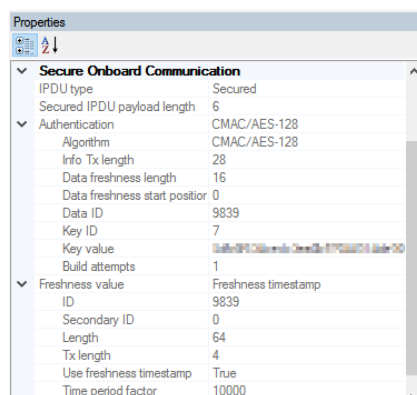 Properties
Secure Onboard Communication
IPDU type Secured
Secured IPDU payload length 6
Authentication CMAC/AES-128
Algorithm CMAC/AES-128
Info Tx length 28
Data freshness length 16
Data freshness start position 0
Data ID 9839
Key ID 7
Key value
Build attempts 1
Freshness value Freshness timestamp
ID 9839
Secondary ID 0
Length 64
Tx length 4
Use freshness timestamp True
Time period factor 10000